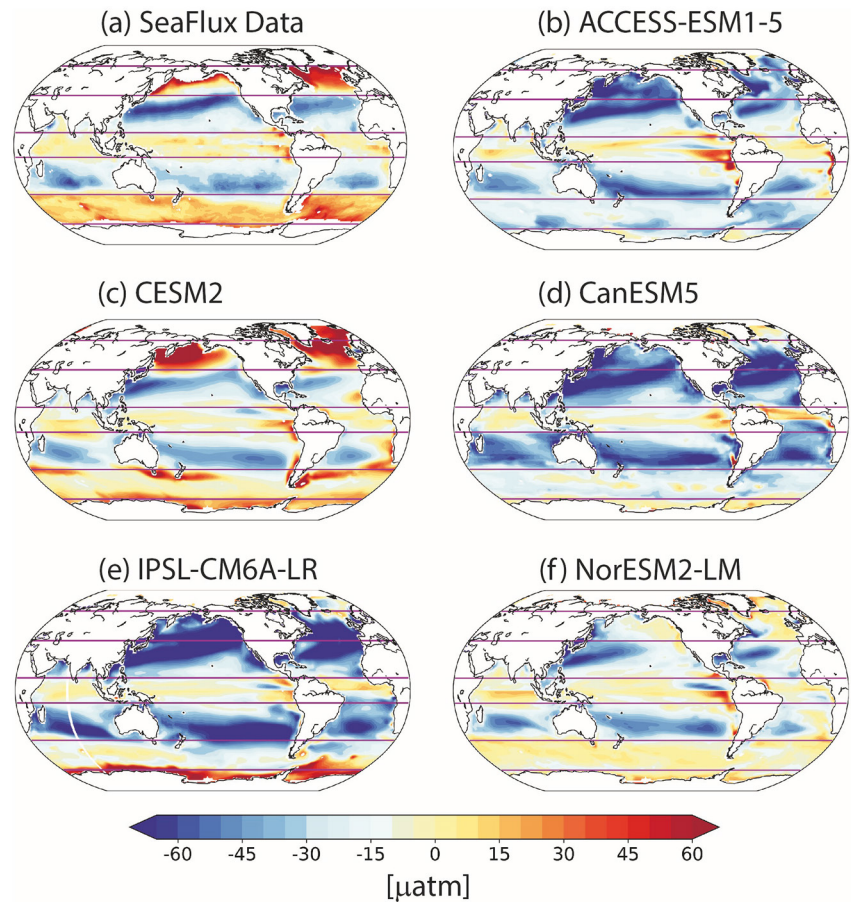 (a) SeaFlux Data
(b) ACCESS-ESM1-5
(c) CESM2
(d) CanESM5
(e) IPSL-CM6A-LR
(f) NorESM2-LM
-60 -45 -30 -15 0 15 30 45 60
[µatm]